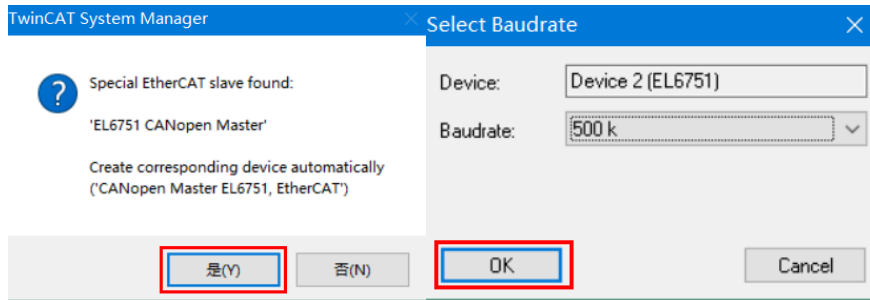 TwinCAT System Manager
Special EtherCAT slave found:
'EL6751 CANopen Master'
Create corresponding device automatically
('CANopen Master EL6751, EtherCAT')
是(Y)
否(N)
Select Baudrate
Device:
Device 2 (EL6751)
Baudrate:
500 k
OK
Cancel